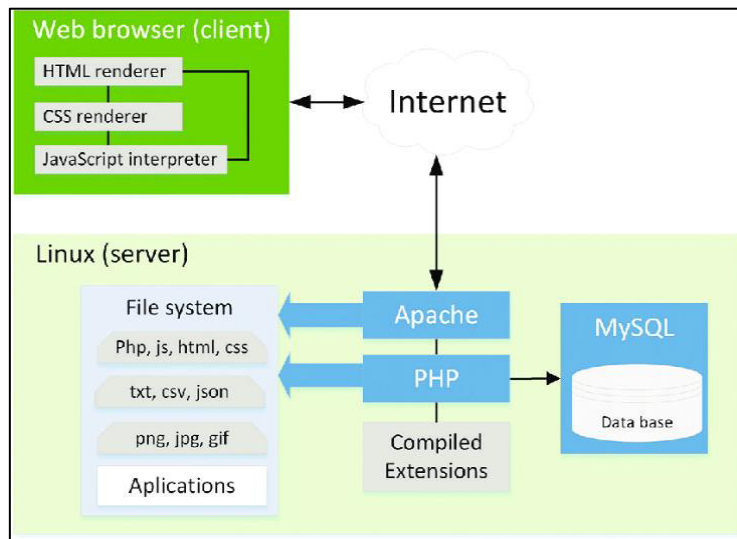 Web browser (client)
HTML renderer
CSS renderer
JavaScript interpreter
Internet
Linux (server)
File system
Php, js, html, css
txt, csv, json
png, jpg, gif
Aplications
Apache
PHP
Compiled
Extensions
MySQL
Data base